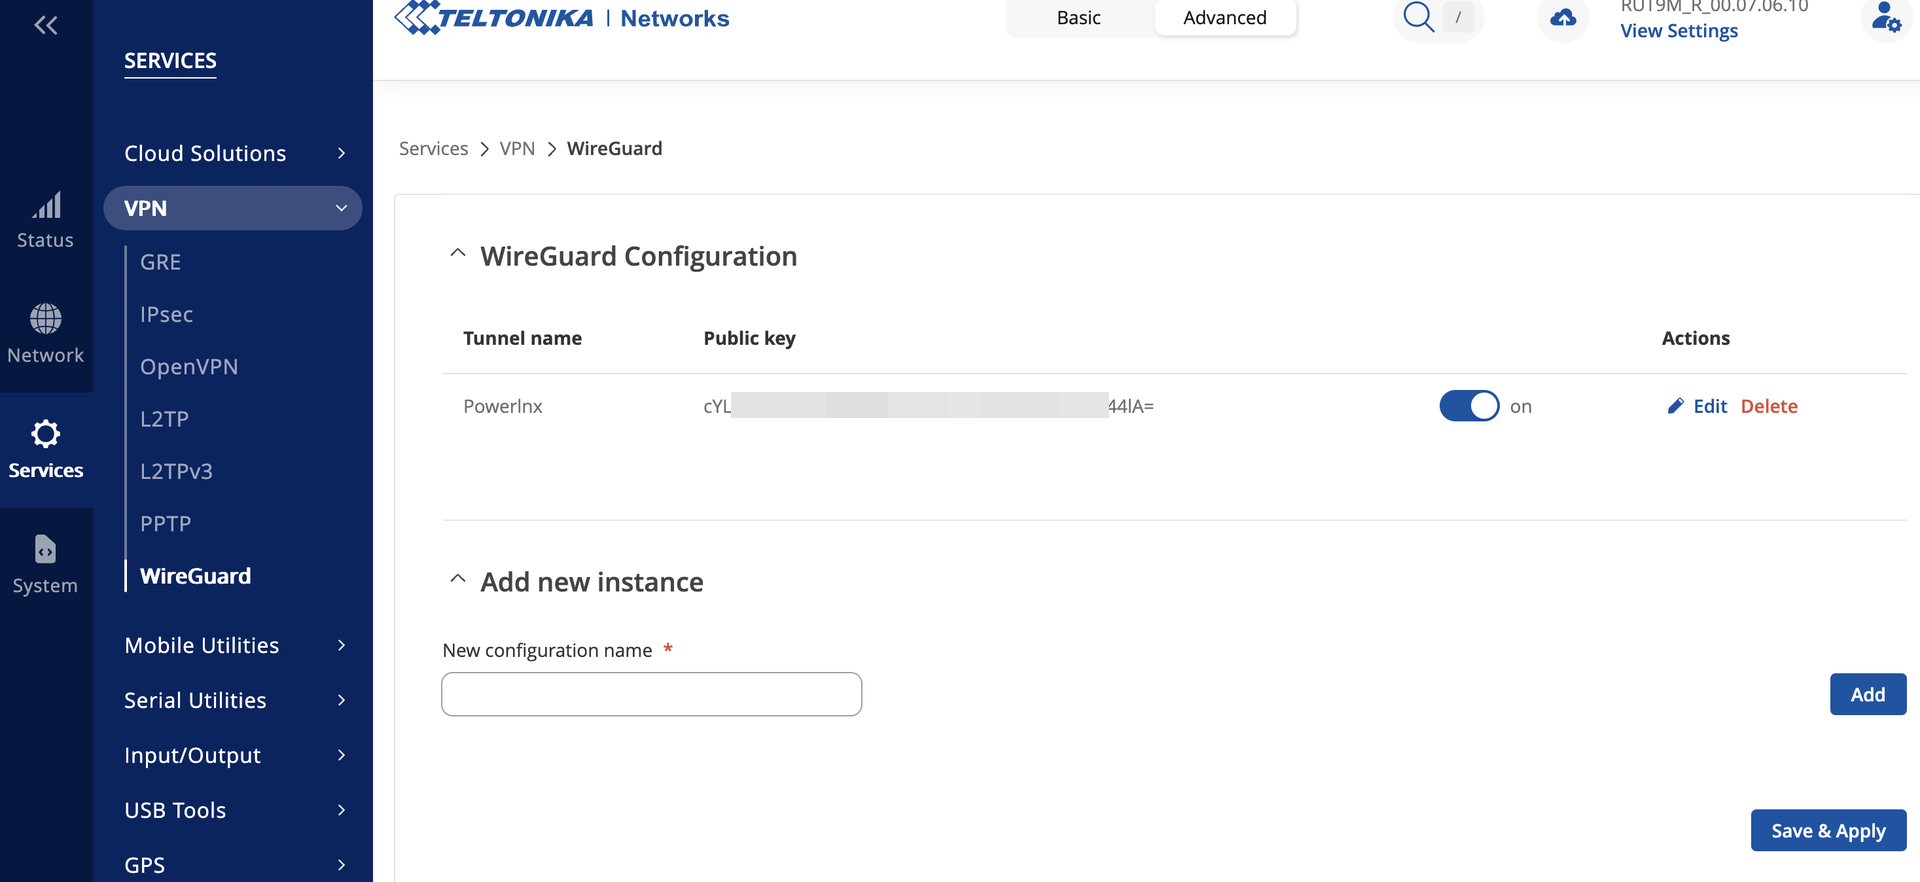 TELTONIKA | Networks
Basic
Advanced
/
RUT9M_R_00.07.06.10
View Settings
SERVICES
Cloud Solutions
VPN
GRE
IPsec
OpenVPN
L2TP
L2TPv3
PPTP
WireGuard
Mobile Utilities
Serial Utilities
Input/Output
USB Tools
GPS
Status
Network
Services
System
Services > VPN > WireGuard
WireGuard Configuration
Tunnel name Public key Actions
Powerlnx cYL 44lA= on Edit Delete
Add new instance
New configuration name *
Add
Save & Apply